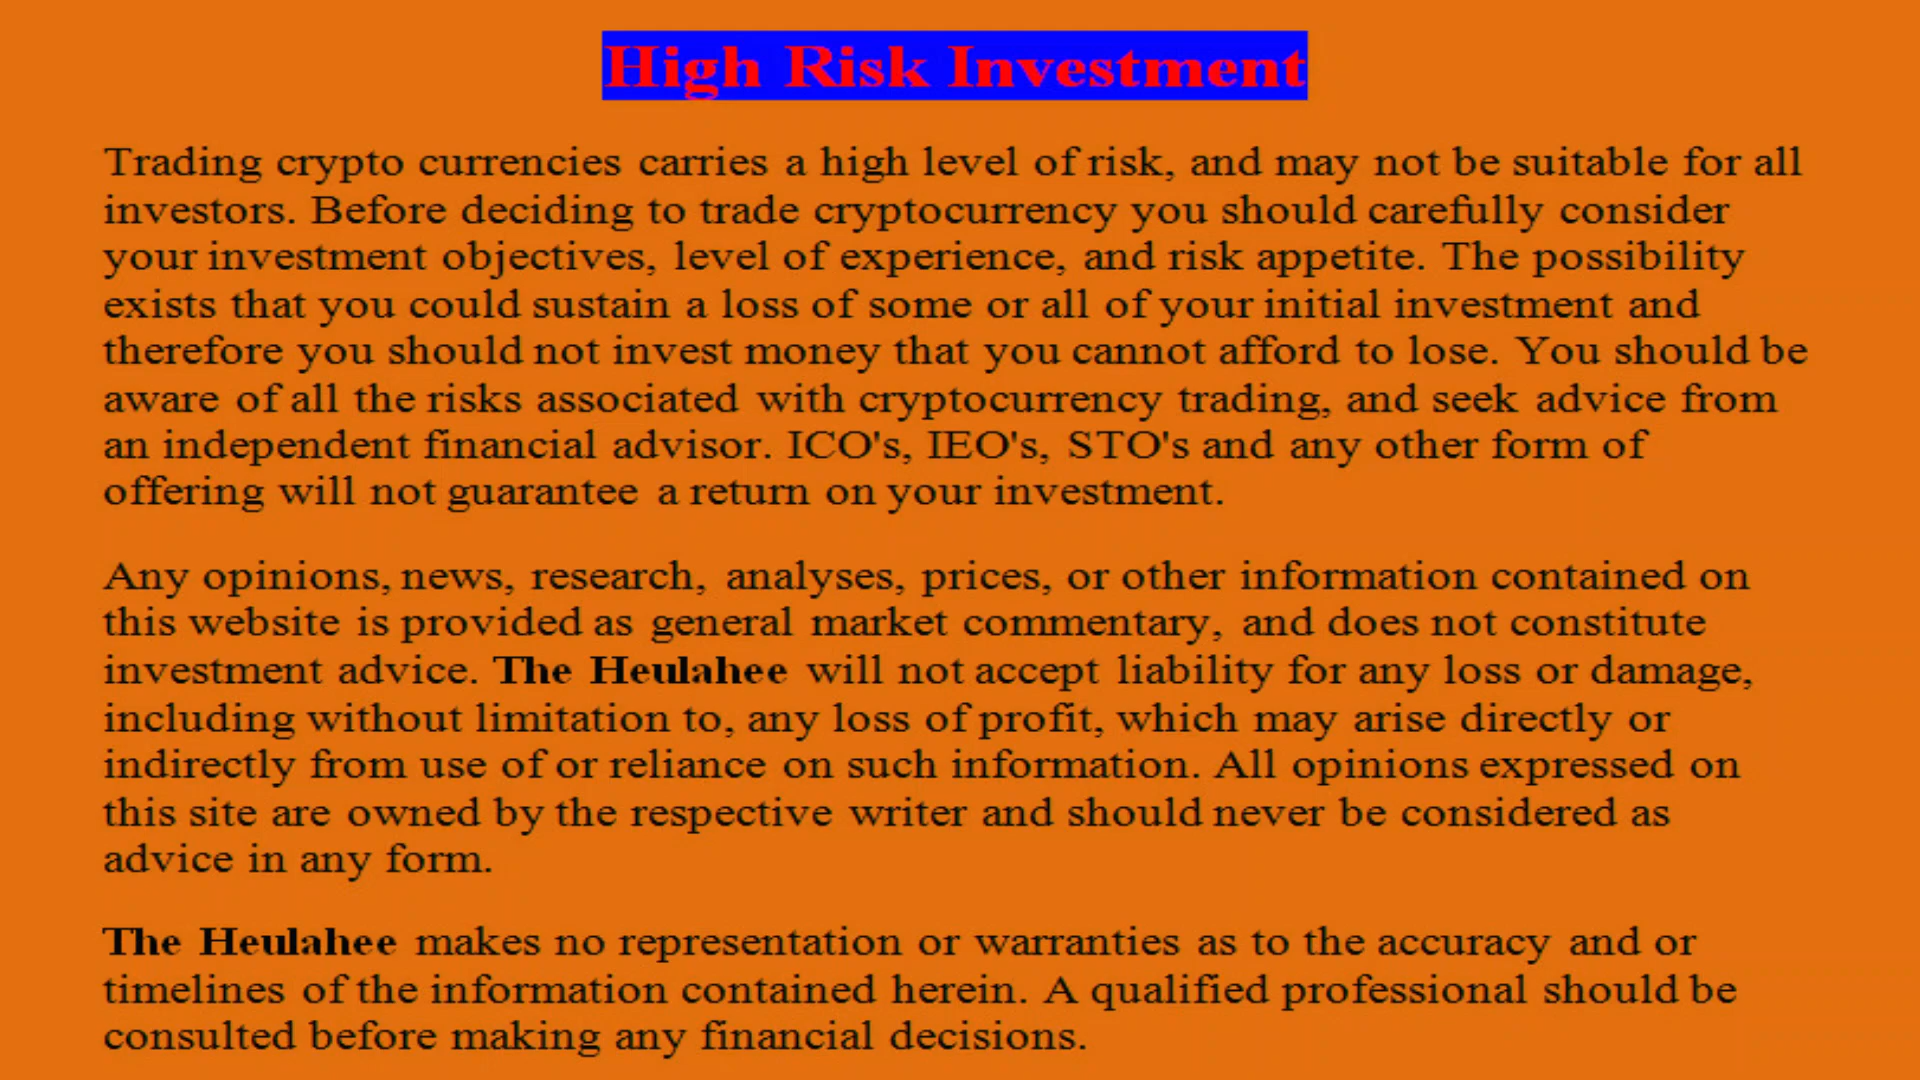 High Risk Investment
Trading crypto currencies carries a high level of risk, and may not be suitable for all
investors. Before deciding to trade cryptocurrency you should carefully consider
your investment objectives, level of experience, and risk appetite. The possibility
exists that you could sustain a loss of some or all of your initial investment and
therefore you should not invest money that you cannot afford to lose. You should be
aware of all the risks associated with cryptocurrency trading, and seek advice from
an independent financial advisor. ICO's, IEO's, STO's and any other form of
offering will not guarantee a return on your investment.
Any opinions, news, research, analyses, prices, or other information contained on
this website is provided as general market commentary, and does not constitute
investment advice. The Heulahee will not accept liability for any loss or damage,
including without limitation to, any loss of profit, which may arise directly or
indirectly from use of or reliance on such information. All opinions expressed on
this site are owned by the respective writer and should never be considered as
advice in any form.
The Heulahee makes no representation or warranties as to the accuracy and or
timelines of the information contained herein. A qualified professional should be
consulted before making any financial decisions.